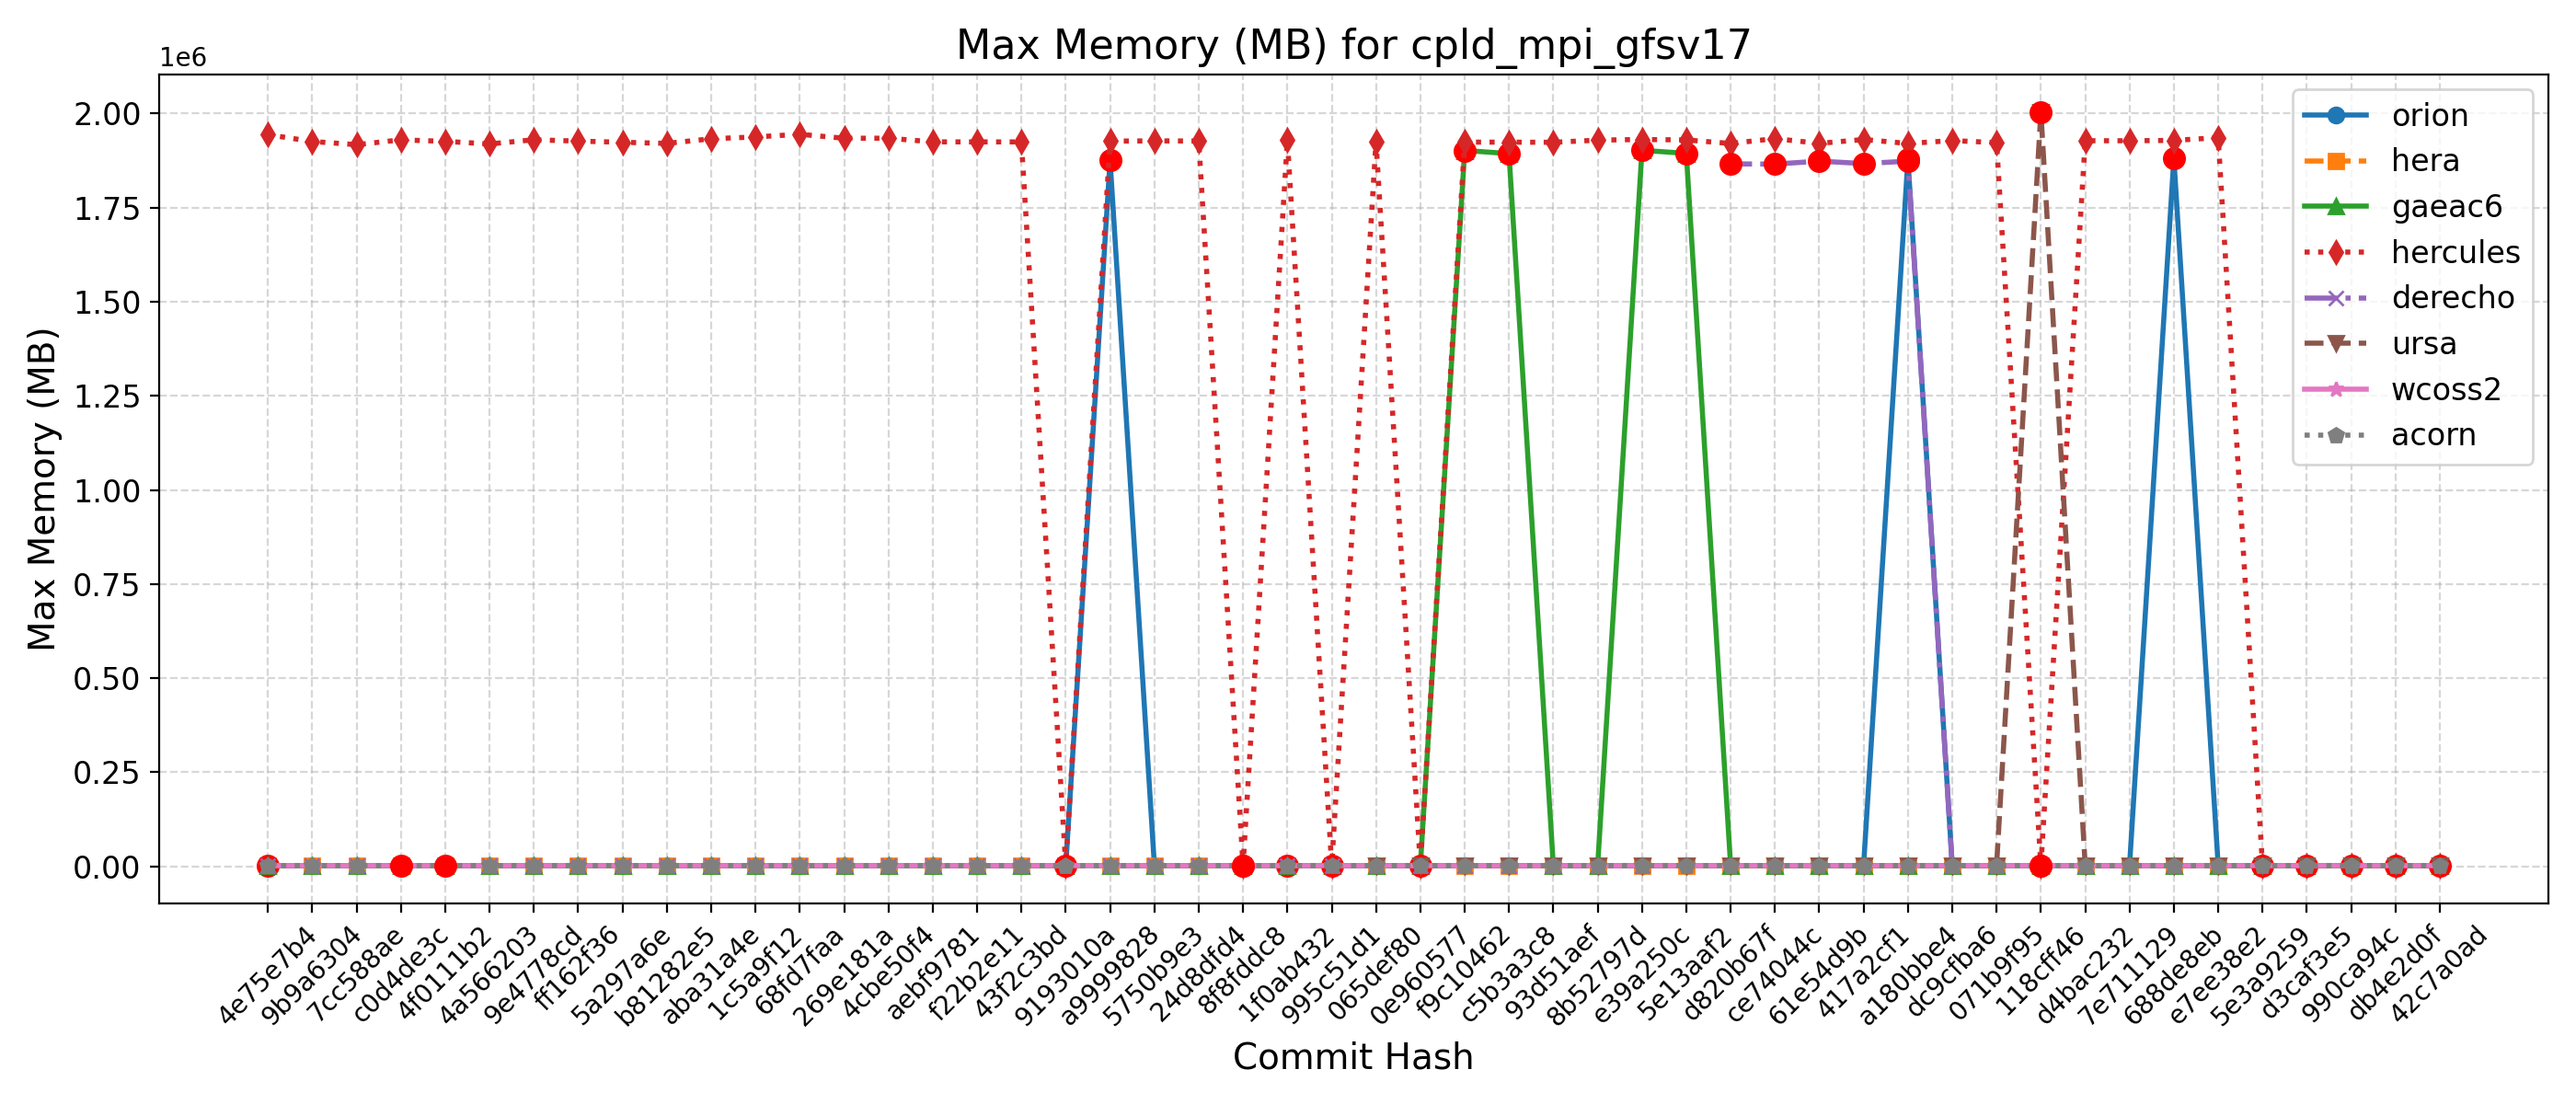 Max Memory (MB) for cpld_mpi_gfsv17
1e6
2.00
1.75
1.50
1.25
1.00
0.75
0.50
0.25
0.00
Max Memory (MB)
orion
hera
gaeac6
hercules
derecho
ursa
wcoss2
acorn
4e75e7b4
9b9a6304
7cc588ae
c0d4de3c
4f0111b2
4a566203
9e4778cd
ff162f36
5a297a6e
b81282e5
aba31a4e
1c5a9f12
68fd7faa
269e181a
4cbe50f4
aebf9781
f22b2e11
43f2c3bd
9193010a
a9999828
5750b9e3
24d8dfd4
8f8fddc8
1f0ab432
995c51d1
065def80
0e960577
f9c10462
c5b3a3c8
93d51aef
8b52797d
e39a250c
5e13aaf2
d820b67f
ce74044c
61e54d9b
417a2cf1
a180bbe4
dc9cfba6
071b9f95
118cff46
d4bac232
7e711129
688de8eb
e7ee38e2
5e3a9259
d3caf3e5
990ca94c
db4e2d0f
42c7a0ad
Commit Hash